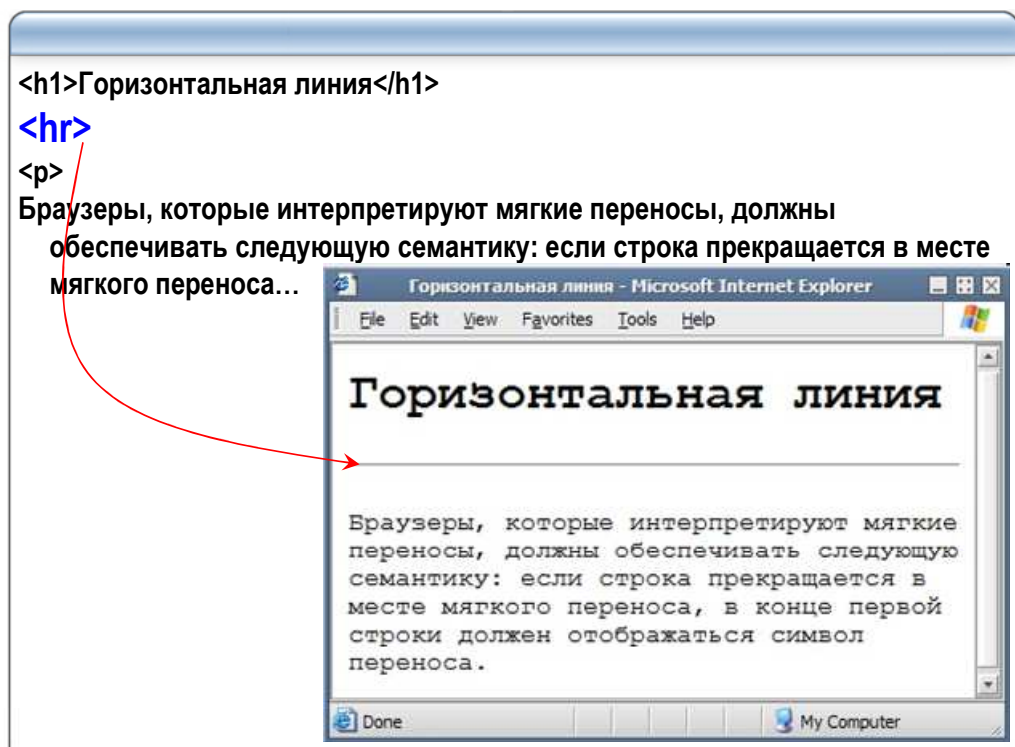 <h1>Горизонтальная линия</h1>
<hr>
<p>
Браузеры, которые интерпретируют мягкие переносы, должны
обеспечивать следующую семантику: если строка прекращается в месте
мягкого переноса…
Горизонтальная линия - Microsoft Internet Explorer
File Edit View Favorites Tools Help
Горизонтальная линия
Браузеры, которые интерпретируют мягкие
переносы, должны обеспечивать следующую
семантику: если строка прекращается в
месте мягкого переноса, в конце первой
строки должен отображаться символ
переноса.
Done My Computer